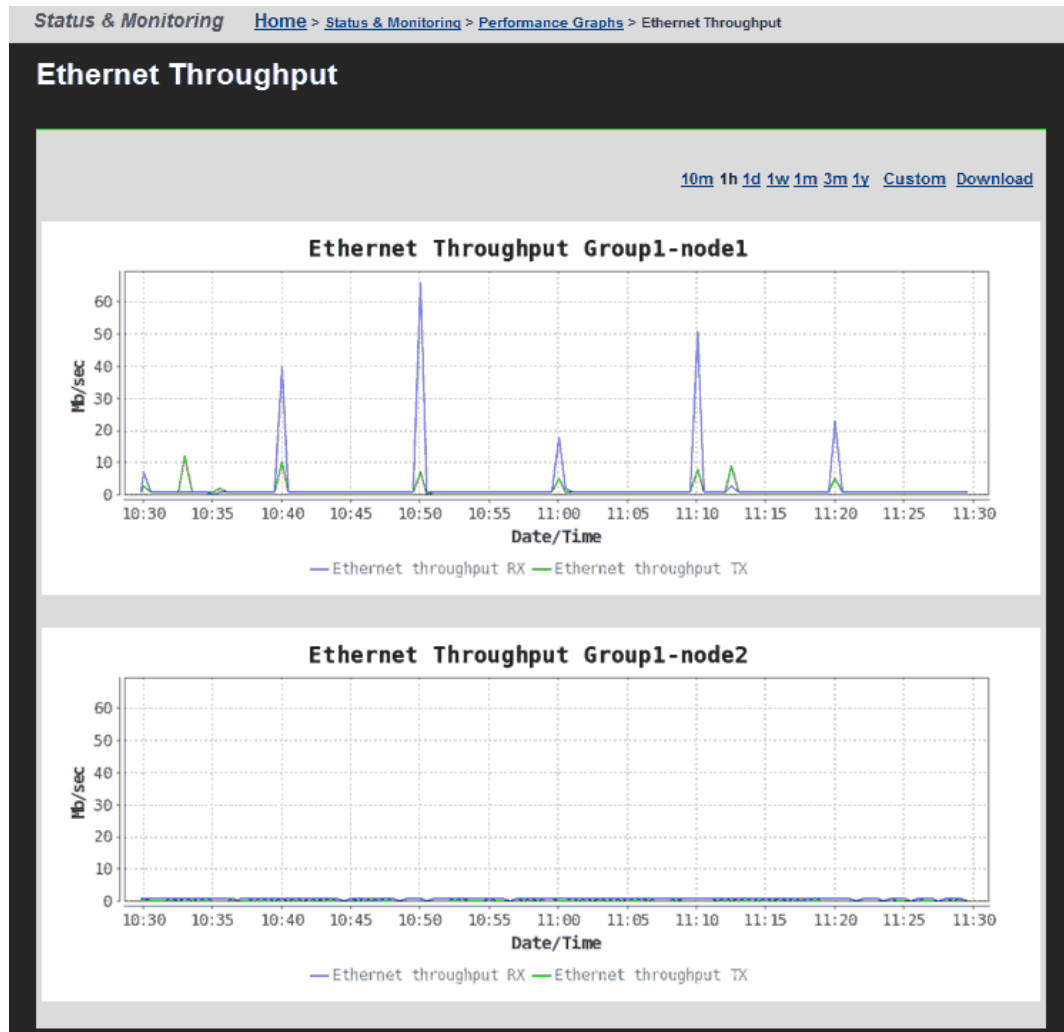 Status & Monitoring Home > Status & Monitoring > Performance Graphs > Ethernet Throughput
Ethernet Throughput
10m 1h 1d 1w 1m 3m 1y Custom Download
Ethernet Throughput Group1-node1
60
50
40
30
20
10
0
Mb/sec
10:30 10:35 10:40 10:45 10:50 10:55 11:00 11:05 11:10 11:15 11:20 11:25 11:30
Date/Time
Ethernet throughput RX Ethernet throughput TX
Ethernet Throughput Group1-node2
60
50
40
30
20
10
0
Mb/sec
10:30 10:35 10:40 10:45 10:50 10:55 11:00 11:05 11:10 11:15 11:20 11:25 11:30
Date/Time
Ethernet throughput RX Ethernet throughput TX